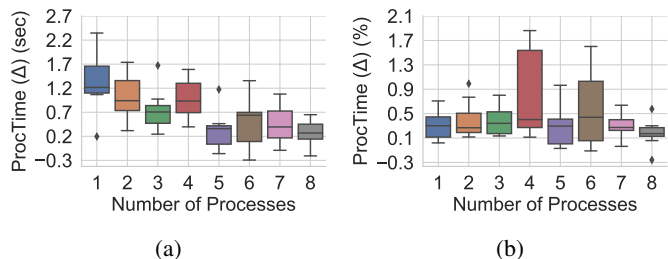 ProcTime (Δ) (sec)
2.7
2.2
1.7
1.2
0.7
0.2
−0.3
1 2 3 4 5 6 7 8
Number of Processes
(a)
ProcTime (Δ) (%)
2.1
1.7
1.3
0.9
0.5
0.1
−0.3
1 2 3 4 5 6 7 8
Number of Processes
(b)